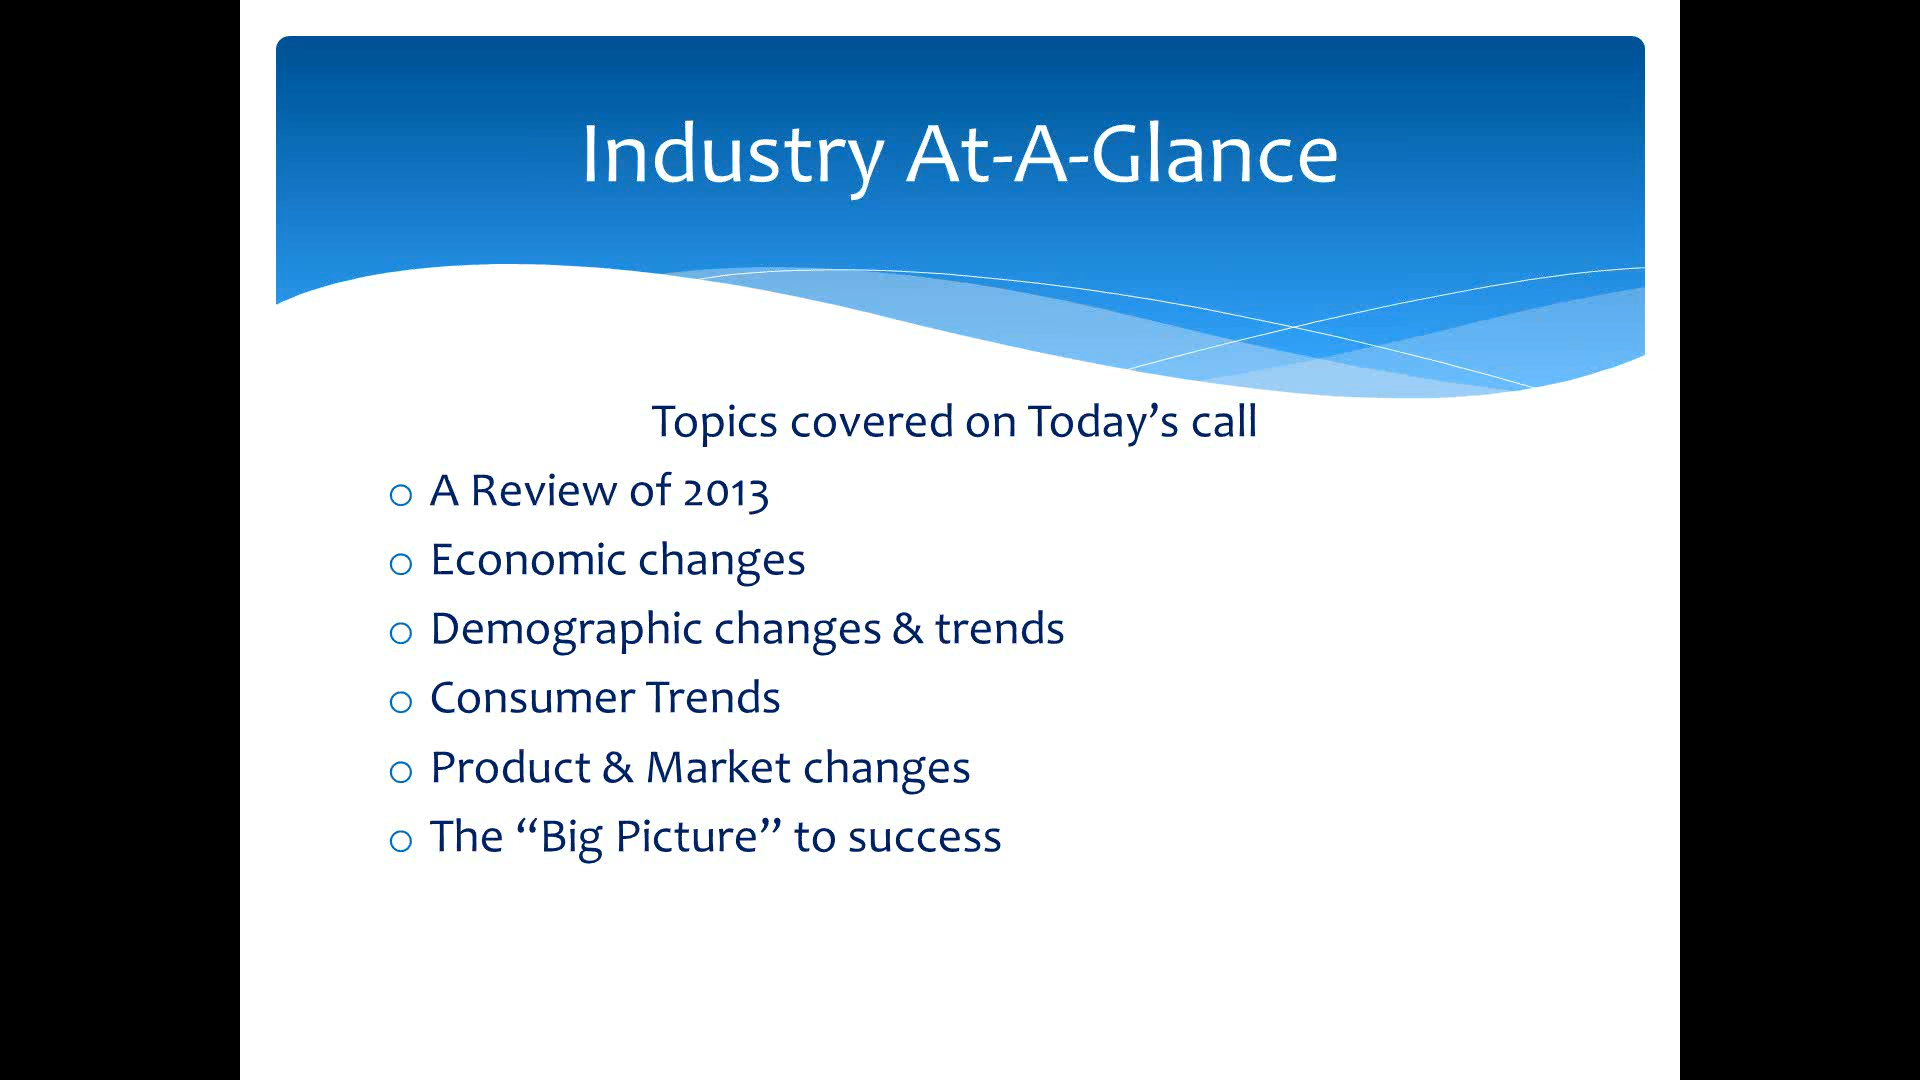 Industry At-A-Glance
Topics covered on Today’s call
o A Review of 2013
o Economic changes
o Demographic changes & trends
o Consumer Trends
o Product & Market changes
o The “Big Picture” to success